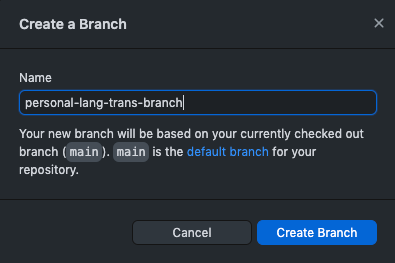 Create a Branch
Name
personal-lang-trans-branch
Your new branch will be based on your currently checked out
branch (main). main is the default branch for your
repository.
Cancel
Create Branch